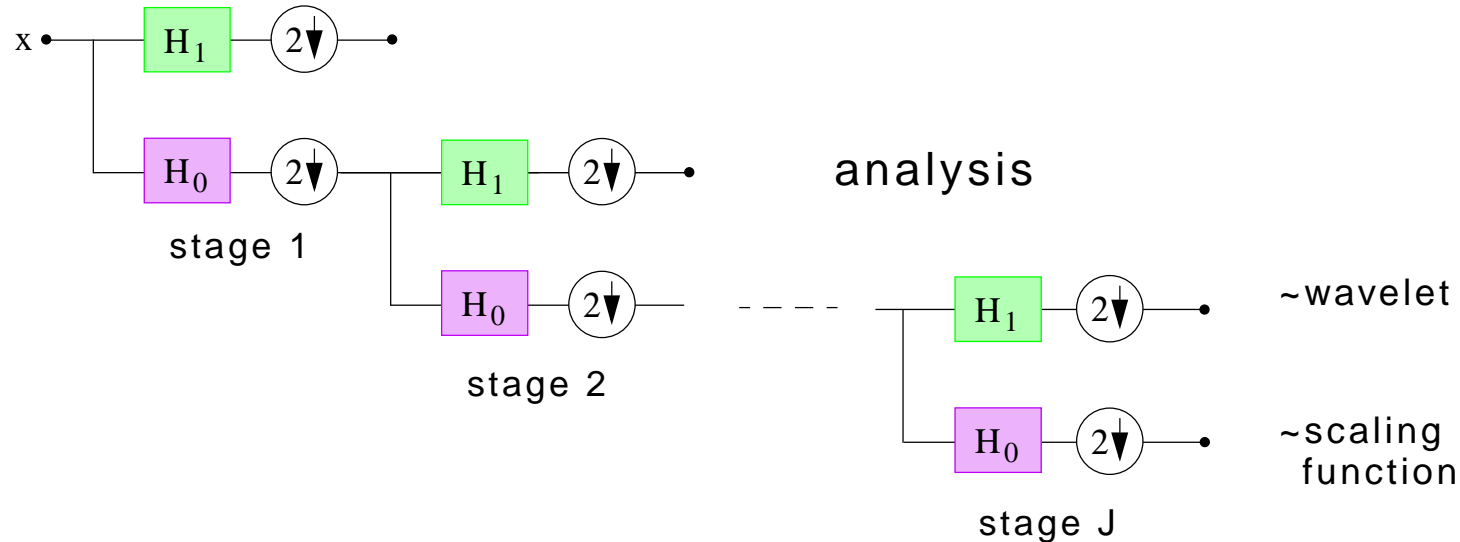 x H₁ 2
H₀ 2 H₁ 2 analysis
stage 1
H₀ 2 H₁ 2 ~wavelet
stage 2
H₀ 2 ~scaling
function
stage J